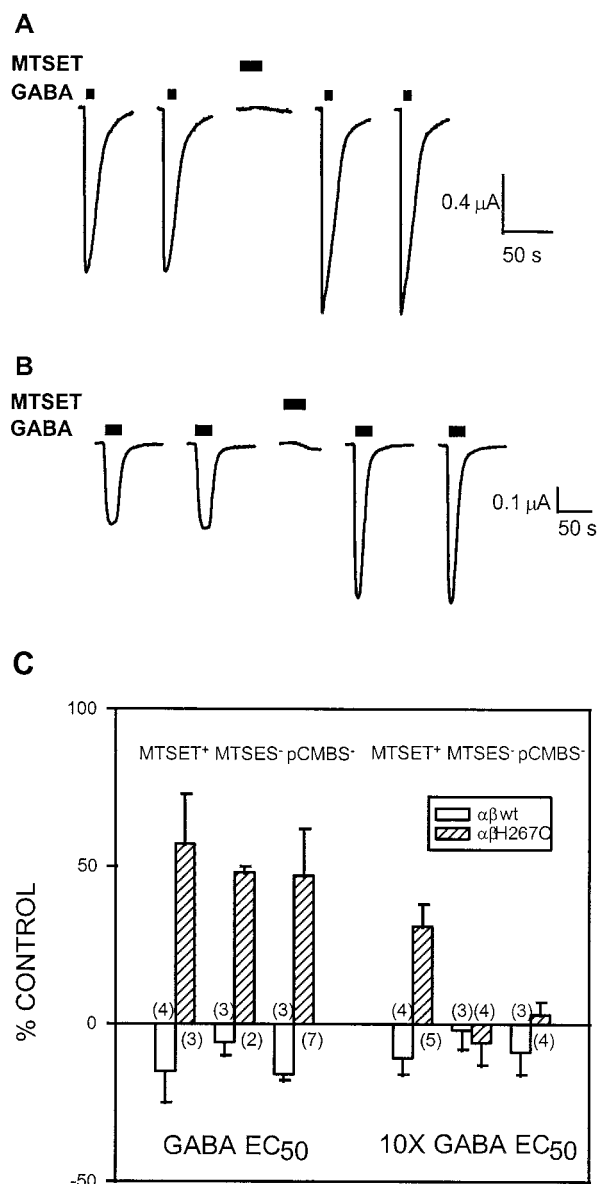 A
MTSET
GABA
0.4 µA
50 s
B
MTSET
GABA
0.1 µA
50 s
C
100
MTSET+ MTSES- pCMBS- MTSET+ MTSES- pCMBS-
αβ wt
αβH267C
50
% CONTROL
(4) (3) (3) (4) (3) (4) (3)
0
(3) (2) (7) (5) (4)
GABA EC50 10X GABA EC50
-50